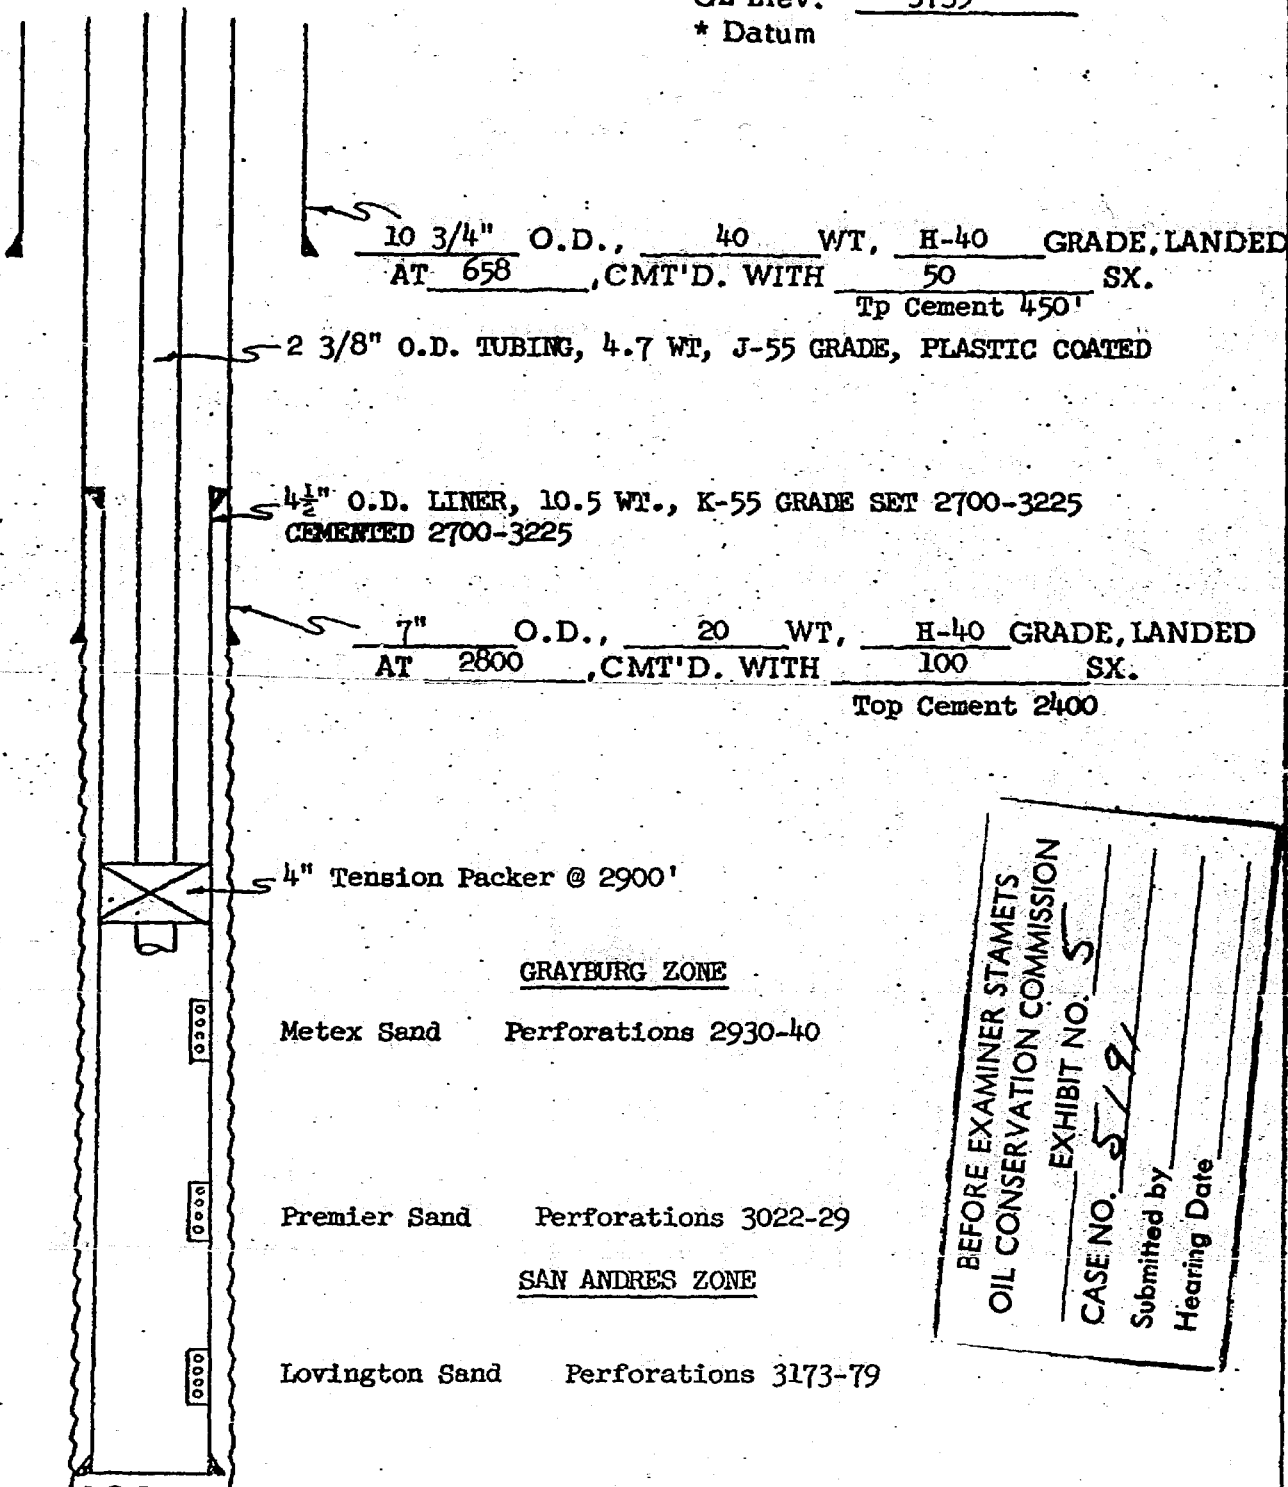 * Datum
10 3/4" O.D., 40 WT, H-40 GRADE, LANDED
AT 658 , CMT'D. WITH 50 SX.
Tp Cement 450'
2 3/8" O.D. TUBING, 4.7 WT, J-55 GRADE, PLASTIC COATED
4½" O.D. LINER, 10.5 WT., K-55 GRADE SET 2700-3225
CEMENTED 2700-3225
7" O.D., 20 WT, H-40 GRADE, LANDED
AT 2800 , CMT'D. WITH 100 SX.
Top Cement 2400
4" Tension Packer @ 2900'
GRAYBURG ZONE
Metex Sand Perforations 2930-40
Premier Sand Perforations 3022-29
SAN ANDRES ZONE
Lovington Sand Perforations 3173-79
BEFORE EXAMINER STAMETS
OIL CONSERVATION COMMISSION
EXHIBIT NO. 5
CASE NO. 5191
Submitted by
Hearing Date